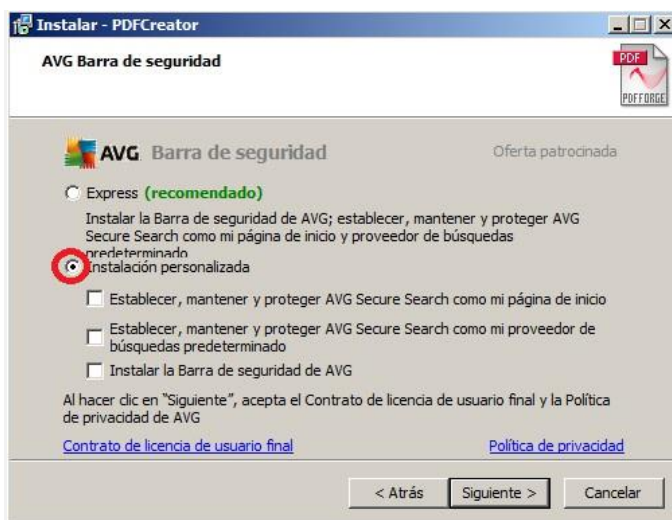 Instalar - PDFCreator
AVG Barra de seguridad
PDF
PDFFORGE
AVG Barra de seguridad
Oferta patrocinada
Express (recomendado)
Instalar la Barra de seguridad de AVG; establecer, mantener y proteger AVG
Secure Search como mi página de inicio y proveedor de búsquedas
predeterminado
Instalación personalizada
Establecer, mantener y proteger AVG Secure Search como mi página de inicio
Establecer, mantener y proteger AVG Secure Search como mi proveedor de
búsquedas predeterminado
Instalar la Barra de seguridad de AVG
Al hacer clic en "Siguiente", acepta el Contrato de licencia de usuario final y la Política
de privacidad de AVG
Contrato de licencia de usuario final
Política de privacidad
< Atrás
Siguiente >
Cancelar